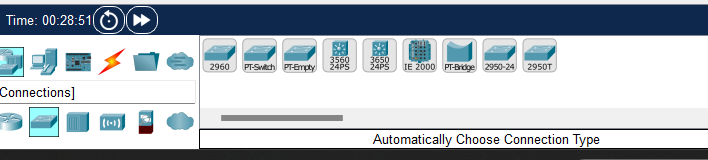 Time: 00:28:51
2960
PT-Switch
PT-Empty
3560
24PS
3650
24PS
IE 2000
PT-Bridge
2950-24
2950T
Connections]
Automatically Choose Connection Type